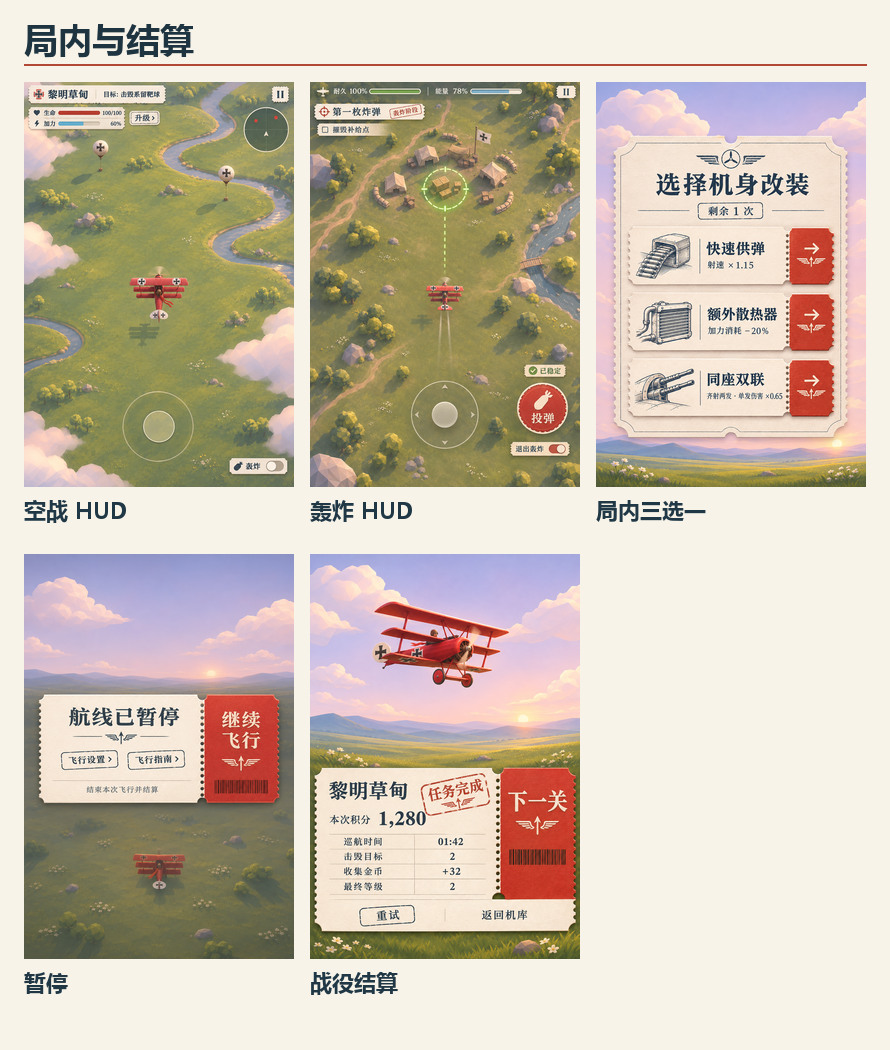 局内与结算
黎明草甸 目标: 击毁系留靶球
生命 100/100
加力 60%
升级 ›
轰炸
空战 HUD
耐久 100% 能量 78%
第一枚炸弹 轰炸阶段
摧毁补给点
已稳定
投弹
退出轰炸
轰炸 HUD
选择机身改装
剩余 1 次
快速供弹
射速 ×1.15
额外散热器
加力消耗 −20%
同座双联
齐射两发 · 单发伤害 ×0.65
局内三选一
航线已暂停
飞行设置 ›
飞行指南 ›
结束本次飞行并结算
继续
飞行
暂停
黎明草甸
任务完成
本次积分 1,280
巡航时间 01:42
击毁目标 2
收集金币 +32
最终等级 2
重试
返回机库
下一关
战役结算